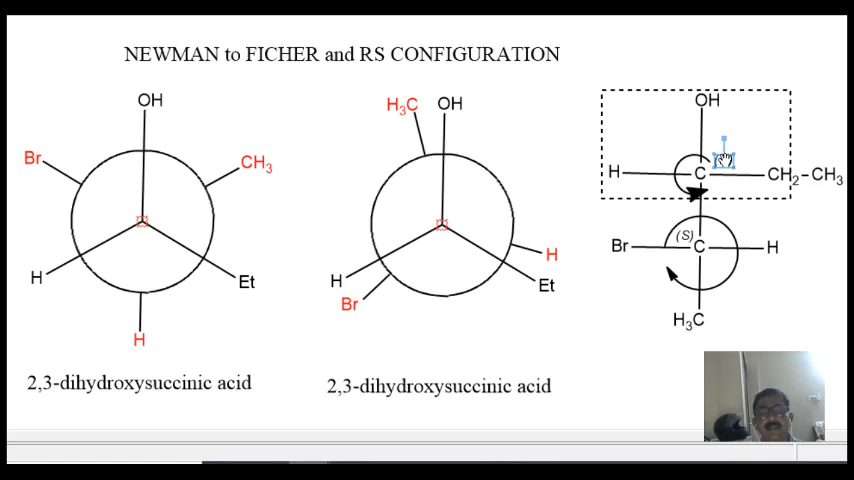 NEWMAN to FICHER and RS CONFIGURATION
OH
Br
CH3
H
Et
H
2,3-dihydroxysuccinic acid
H3C
OH
H
H
Br
Et
2,3-dihydroxysuccinic acid
OH
H
C
CH2-CH3
(S)
Br
C
H
H3C